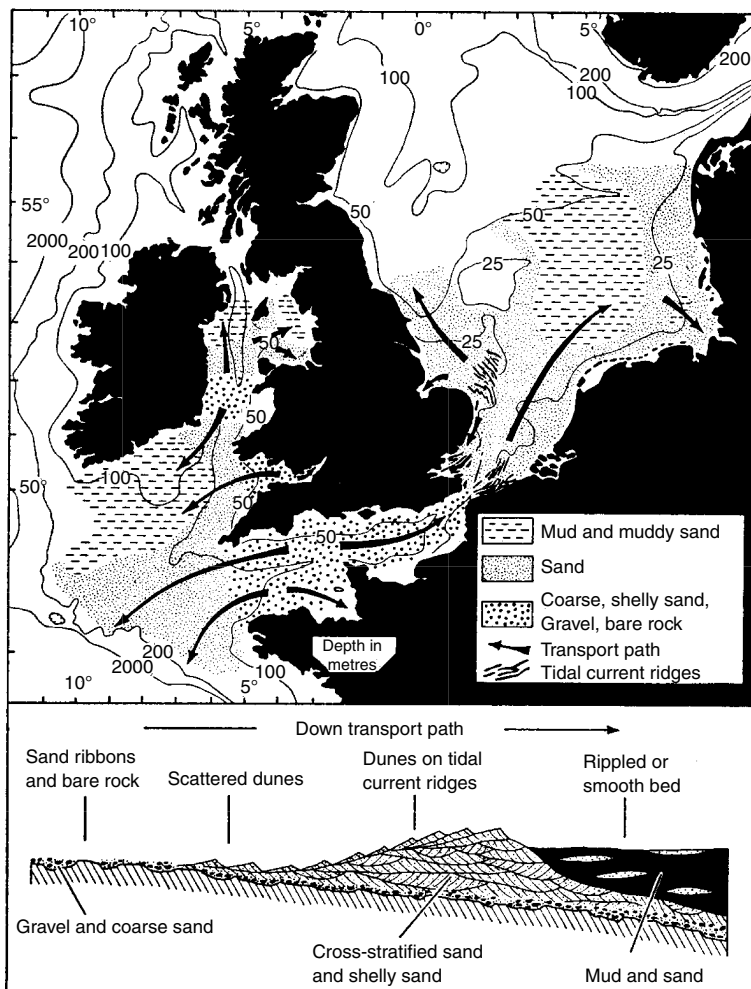 10°
5°
0°
5°
100
200
100
200
50
55°
2000
200
100
50
25
25
50
25
50
50
100
50
50°
50
200
2000
100
10°
5°
Depth in
metres
Mud and muddy sand
Sand
Coarse, shelly sand,
Gravel, bare rock
Transport path
Tidal current ridges
Down transport path
Sand ribbons
and bare rock
Scattered dunes
Dunes on tidal
current ridges
Rippled or
smooth bed
Gravel and coarse sand
Cross-stratified sand
and shelly sand
Mud and sand